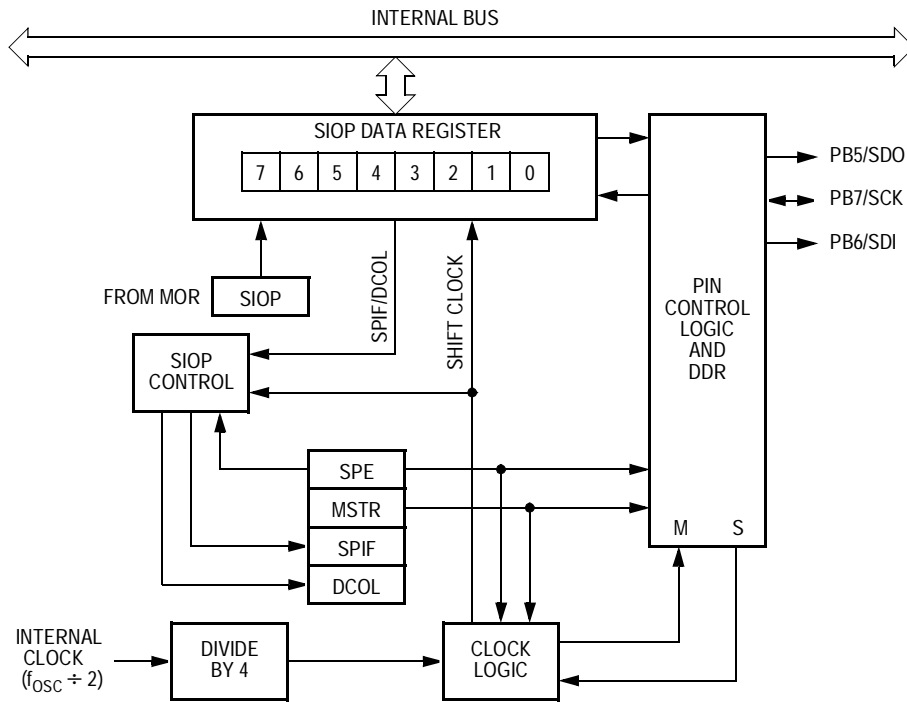 INTERNAL BUS
SIOP DATA REGISTER
7 6 5 4 3 2 1 0
PB5/SDO
PB7/SCK
PB6/SDI
PIN
CONTROL
LOGIC
AND
DDR
M S
FROM MOR
SIOP
SPIF/DCOL
SHIFT CLOCK
SIOP
CONTROL
SPE
MSTR
SPIF
DCOL
INTERNAL
CLOCK
(fOSC ÷ 2)
DIVIDE
BY 4
CLOCK
LOGIC